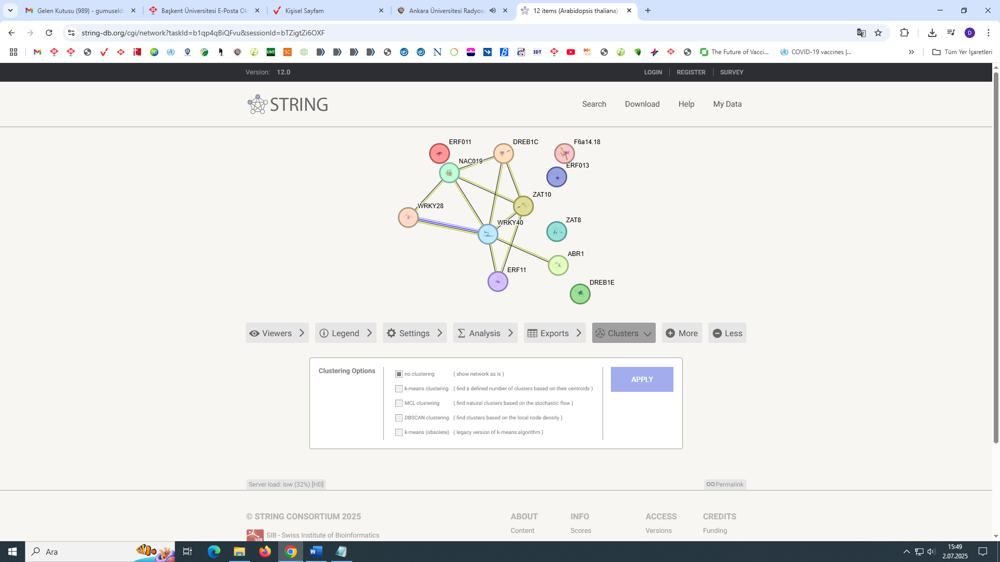 Gelen Kutusu (989) - gumuselds
Başkent Üniversitesi E-Posta Ok
Kişisel Sayfam
Ankara Üniversitesi Radyosu
12 items (Arabidopsis thaliana)
string-db.org/cgi/network?taskId=b1qp4qBiQFvu&sessionId=bTZigtZi6OXF
D
UNT
SC
N
IDT
The Future of Vacci...
COVID-19 vaccines |...
Tüm Yer İşaretleri
Version: 12.0
LOGIN
REGISTER
SURVEY
STRING
Search
Download
Help
My Data
ERF011
DREB1C
F6a14.18
NAC019
ERF013
ZAT10
WRKY28
ZAT8
WRKY40
ABR1
ERF11
DREB1E
Viewers
Legend
Settings
Analysis
Exports
Clusters
More
Less
Clustering Options
no clustering ( show network as is )
k-means clustering ( find a defined number of clusters based on their centroids )
MCL clustering ( find natural clusters based on the stochastic flow )
DBSCAN clustering ( find clusters based on the local node density )
k-means (obsolete) ( legacy version of k-means algorithm )
APPLY
Server load: low (32%) [HD]
Permalink
© STRING CONSORTIUM 2025
ABOUT
INFO
ACCESS
CREDITS
SIB - Swiss Institute of Bioinformatics
Content
Scores
Versions
Funding
Ara
15:49
2.07.2025